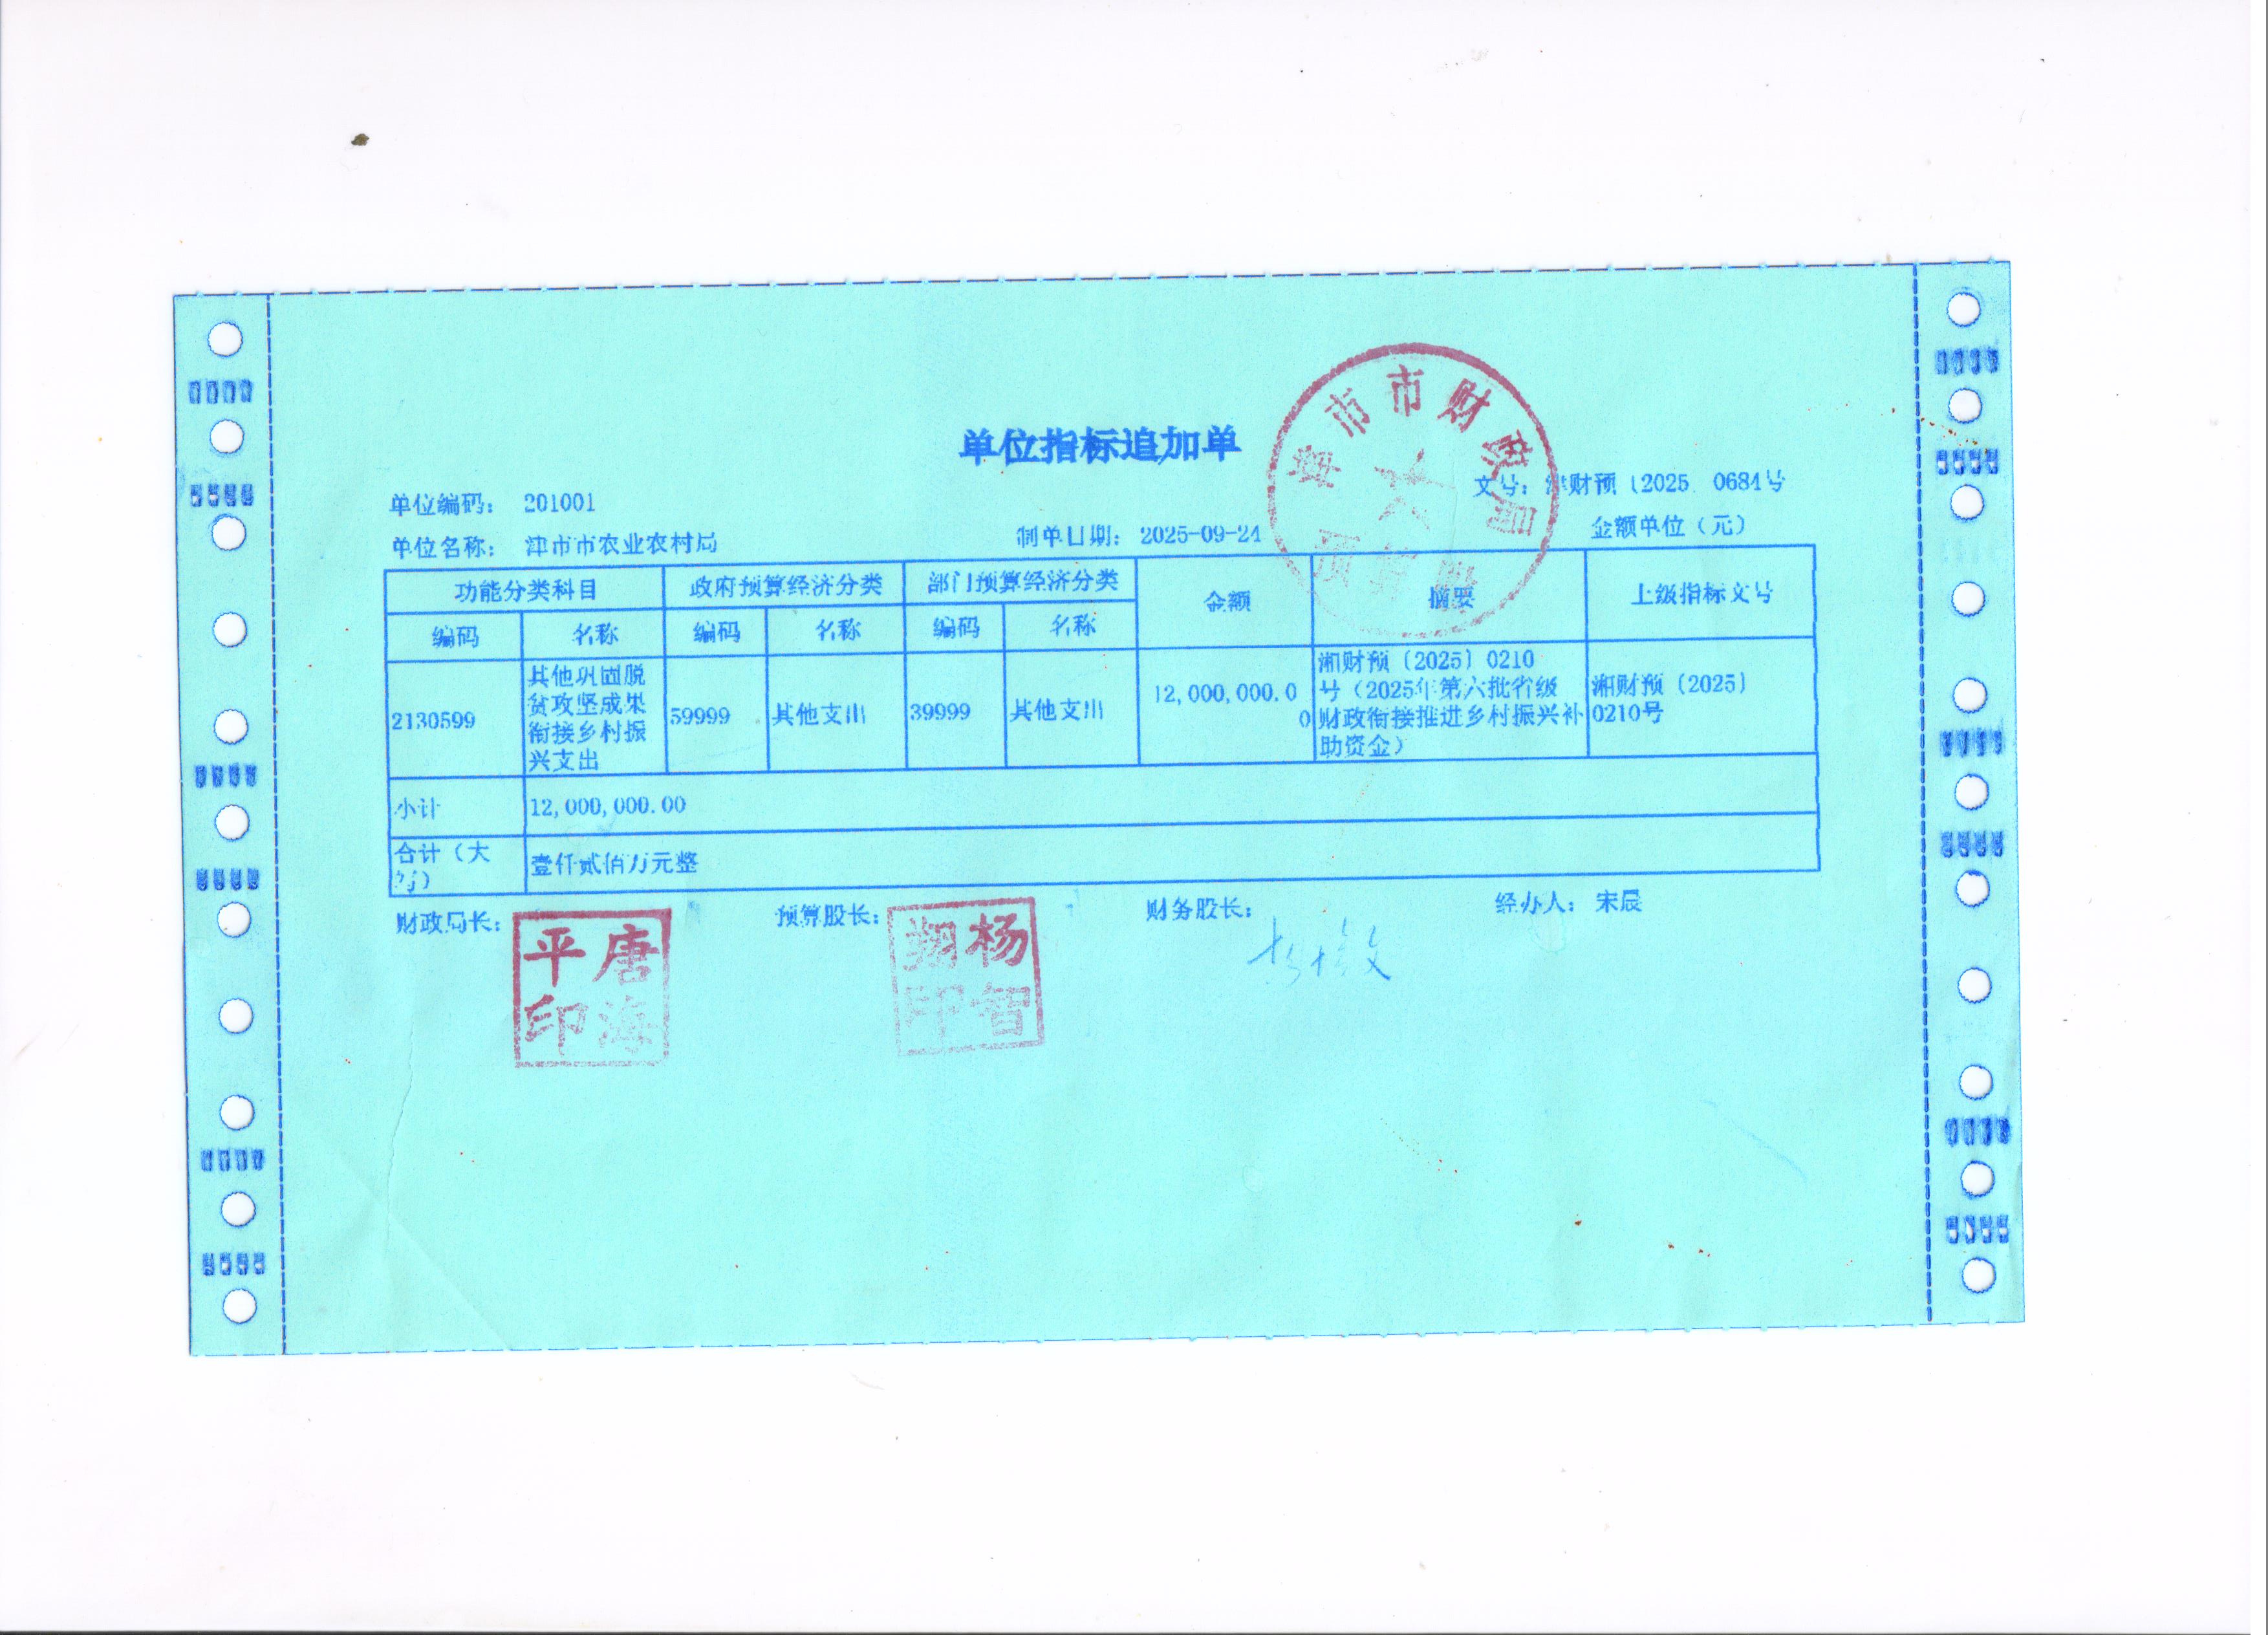 单位指标追加单
单位编码： 201001
文号：津财预〔2025〕0684号
单位名称： 津市市农业农村局
制单日期： 2025-09-24
金额单位（元）
功能分类科目 政府预算经济分类 部门预算经济分类 金额 摘要 上级指标文号
编码 名称 编码 名称 编码 名称
2130599 其他巩固脱贫攻坚成果衔接乡村振兴支出 59999 其他支出 39999 其他支出 12,000,000.00 湘财预〔2025〕0210号（2025年第六批省级财政衔接推进乡村振兴补助资金） 湘财预〔2025〕0210号
小计 12,000,000.00
合计（大写） 壹仟贰佰万元整
财政局长： 预算股长： 财务股长： 经办人： 宋辰
津市市财政局
预算股
唐海平印
杨智翔印